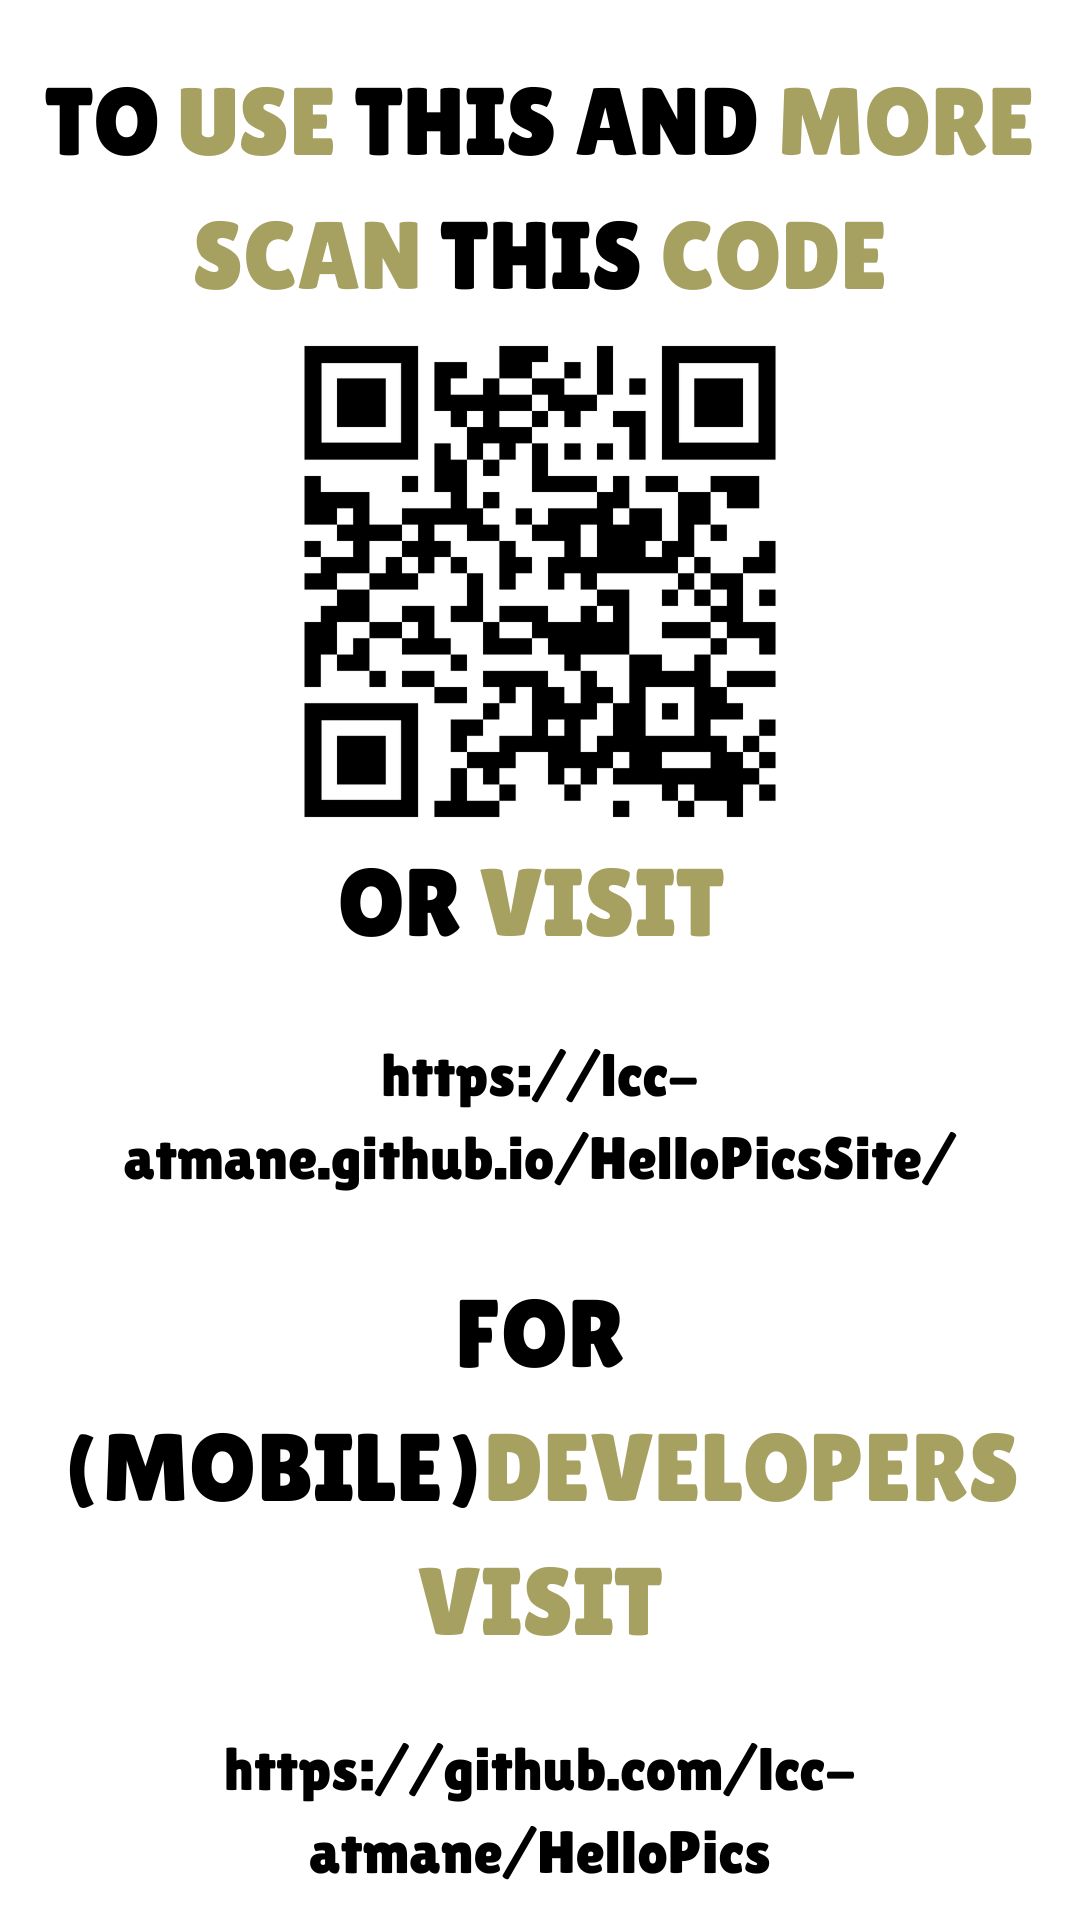 TO USE THIS AND MORE
SCAN THIS CODE
OR VISIT
https://lcc-
atmane.github.io/HelloPicsSite/
FOR
(MOBILE)DEVELOPERS
VISIT
https://github.com/lcc-
atmane/HelloPics